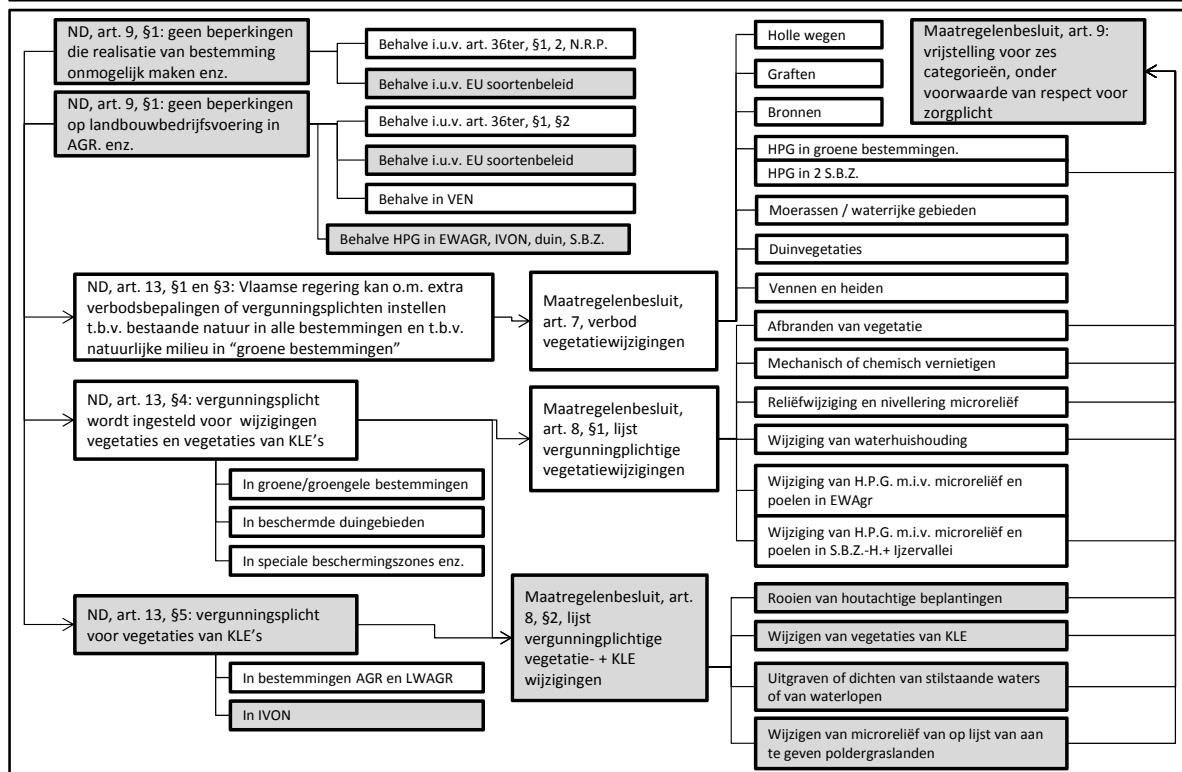 ND, art. 9, §1: geen beperkingen
die realisatie van bestemming
onmogelijk maken enz.
Behalve i.u.v. art. 36ter, §1, 2, N.R.P.
Behalve i.u.v. EU soortenbeleid
ND, art. 9, §1: geen beperkingen
op landbouwbedrijfsvoering in
AGR. enz.
Behalve i.u.v. art. 36ter, §1, §2
Behalve i.u.v. EU soortenbeleid
Behalve in VEN
Behalve HPG in EWAGR, IVON, duin, S.B.Z.
ND, art. 13, §1 en §3: Vlaamse regering kan o.m. extra
verbodsbepalingen of vergunningsplichten instellen
t.b.v. bestaande natuur in alle bestemmingen en t.b.v.
natuurlijke milieu in “groene bestemmingen”
ND, art. 13, §4: vergunningsplicht
wordt ingesteld voor wijzigingen
vegetaties en vegetaties van KLE’s
In groene/groengele bestemmingen
In beschermde duingebieden
In speciale beschermingszones enz.
ND, art. 13, §5: vergunningsplicht
voor vegetaties van KLE’s
In bestemmingen AGR en LWAGR
In IVON
Maatregelenbesluit,
art. 7, verbod
vegetatiewijzigingen
Maatregelenbesluit,
art. 8, §1, lijst
vergunningplichtige
vegetatiewijzigingen
Maatregelenbesluit, art.
8, §2, lijst
vergunningplichtige
vegetatie- + KLE
wijzigingen
Holle wegen
Graften
Bronnen
HPG in groene bestemmingen.
HPG in 2 S.B.Z.
Moerassen / waterrijke gebieden
Duinvegetaties
Vennen en heiden
Afbranden van vegetatie
Mechanisch of chemisch vernietigen
Reliëfwijziging en nivellering microreliëf
Wijziging van waterhuishouding
Wijziging van H.P.G. m.i.v. microreliëf en
poelen in EWAgr
Wijziging van H.P.G. m.i.v. microreliëf en
poelen in S.B.Z.-H.+ Ijzervallei
Rooien van houtachtige beplantingen
Wijzigen van vegetaties van KLE
Uitgraven of dichten van stilstaande waters
of van waterlopen
Wijzigen van microreliëf van op lijst van aan
te geven poldergraslanden
Maatregelenbesluit, art. 9:
vrijstelling voor zes
categorieën, onder
voorwaarde van respect voor
zorgplicht